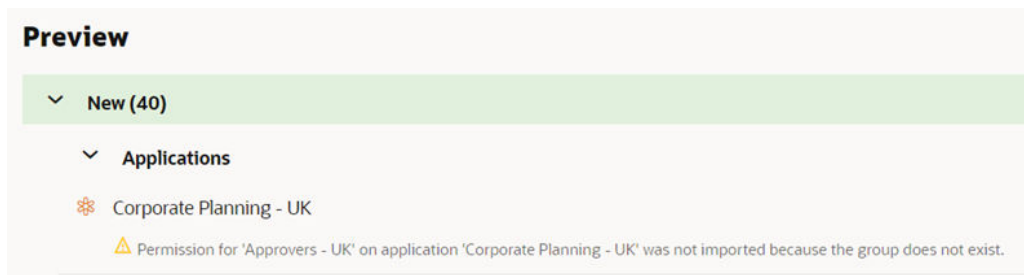 Preview
New (40)
Applications
Corporate Planning - UK
Permission for 'Approvers - UK' on application 'Corporate Planning - UK' was not imported because the group does not exist.